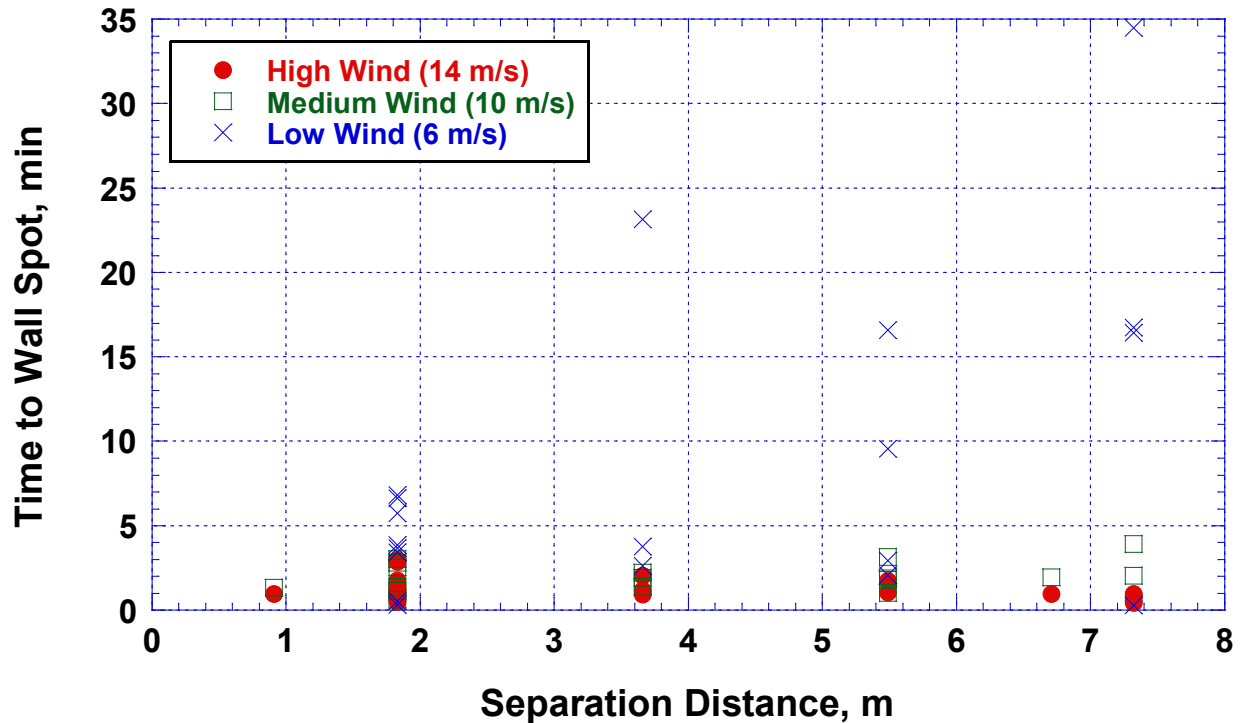 35
30
25
20
15
10
5
0
Time to Wall Spot, min
High Wind (14 m/s)
Medium Wind (10 m/s)
Low Wind (6 m/s)
0 1 2 3 4 5 6 7 8
Separation Distance, m